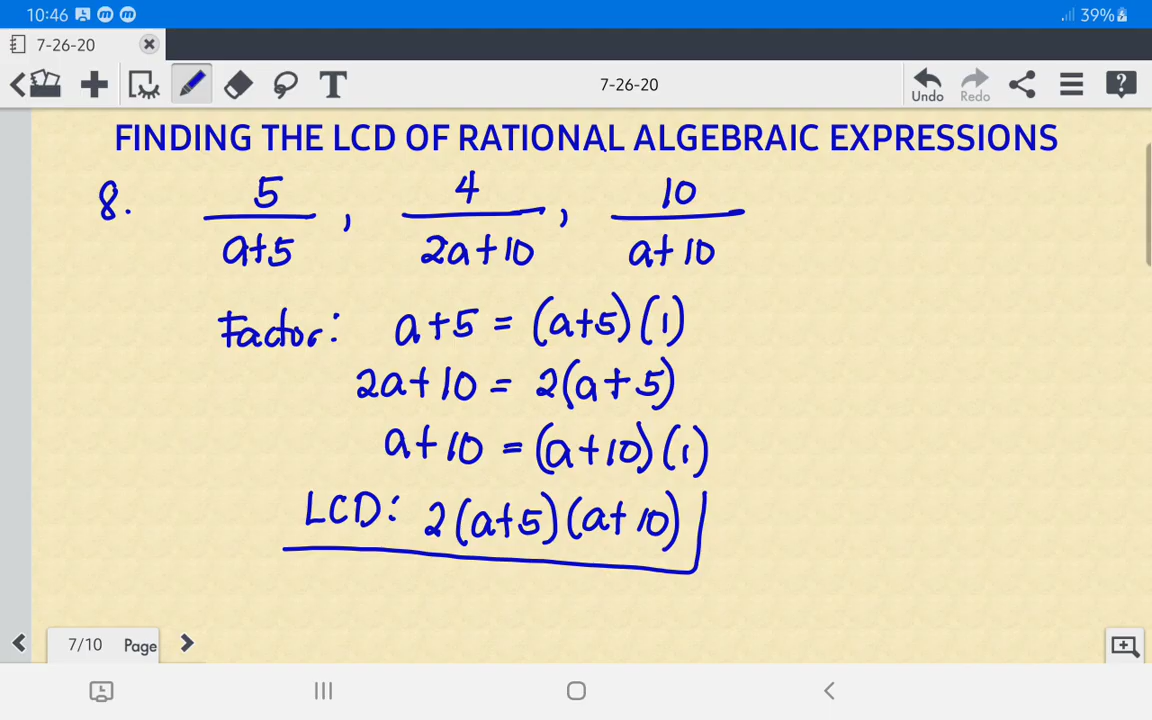 10:46 39%
7-26-20
7-26-20 Undo Redo
FINDING THE LCD OF RATIONAL ALGEBRAIC EXPRESSIONS
8. 5/(a+5), 4/(2a+10), 10/(a+10)
Factor: a+5 = (a+5)(1)
2a+10 = 2(a+5)
a+10 = (a+10)(1)
LCD: 2(a+5)(a+10)
7/10 Page